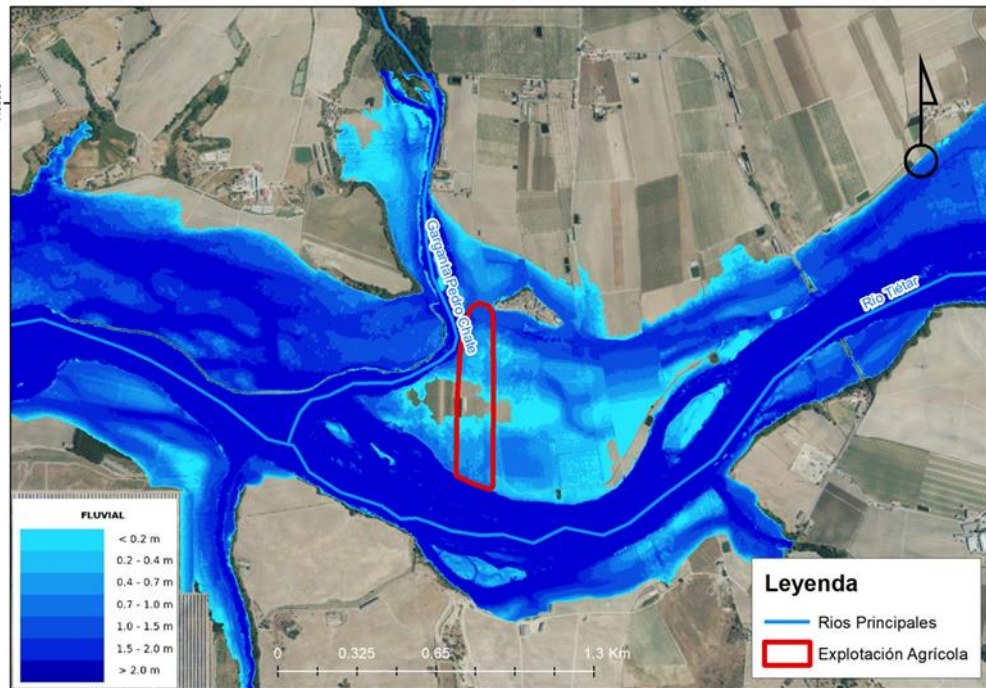 Garganta Pedro Chate
Río Tiétar
FLUVIAL
< 0.2 m
0.2 - 0.4 m
0.4 - 0.7 m
0.7 - 1.0 m
1.0 - 1.5 m
1.5 - 2.0 m
> 2.0 m
0 0.325 0.65 1.3 Km
Leyenda
Rios Principales
Explotación Agrícola